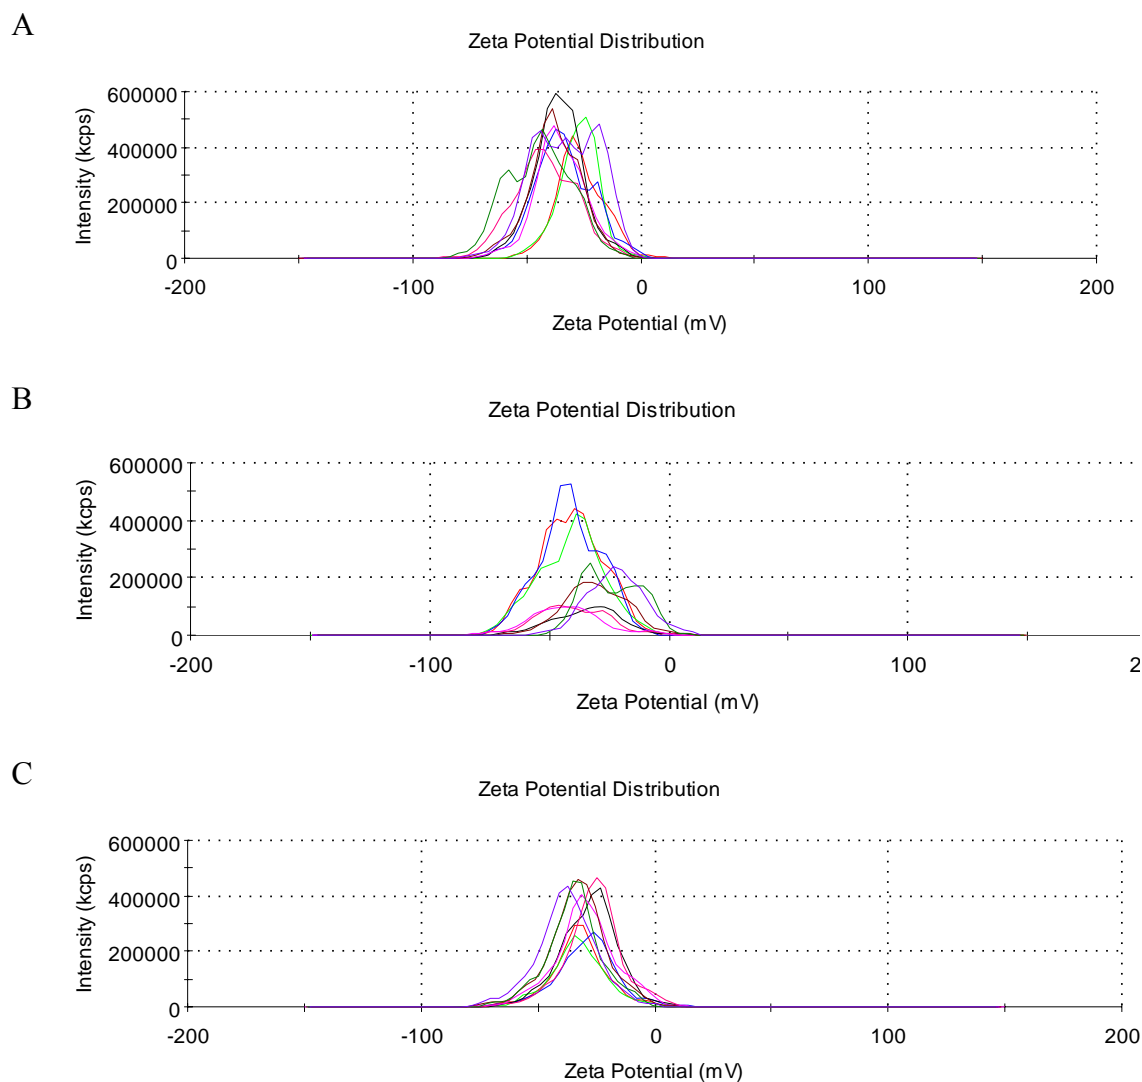 A
Zeta Potential Distribution
600000
400000
200000
0
Intensity (kcps)
-200 -100 0 100 200
Zeta Potential (mV)
B
Zeta Potential Distribution
600000
400000
200000
0
Intensity (kcps)
-200 -100 0 100 2
Zeta Potential (mV)
C
Zeta Potential Distribution
600000
400000
200000
0
Intensity (kcps)
-200 -100 0 100 200
Zeta Potential (mV)